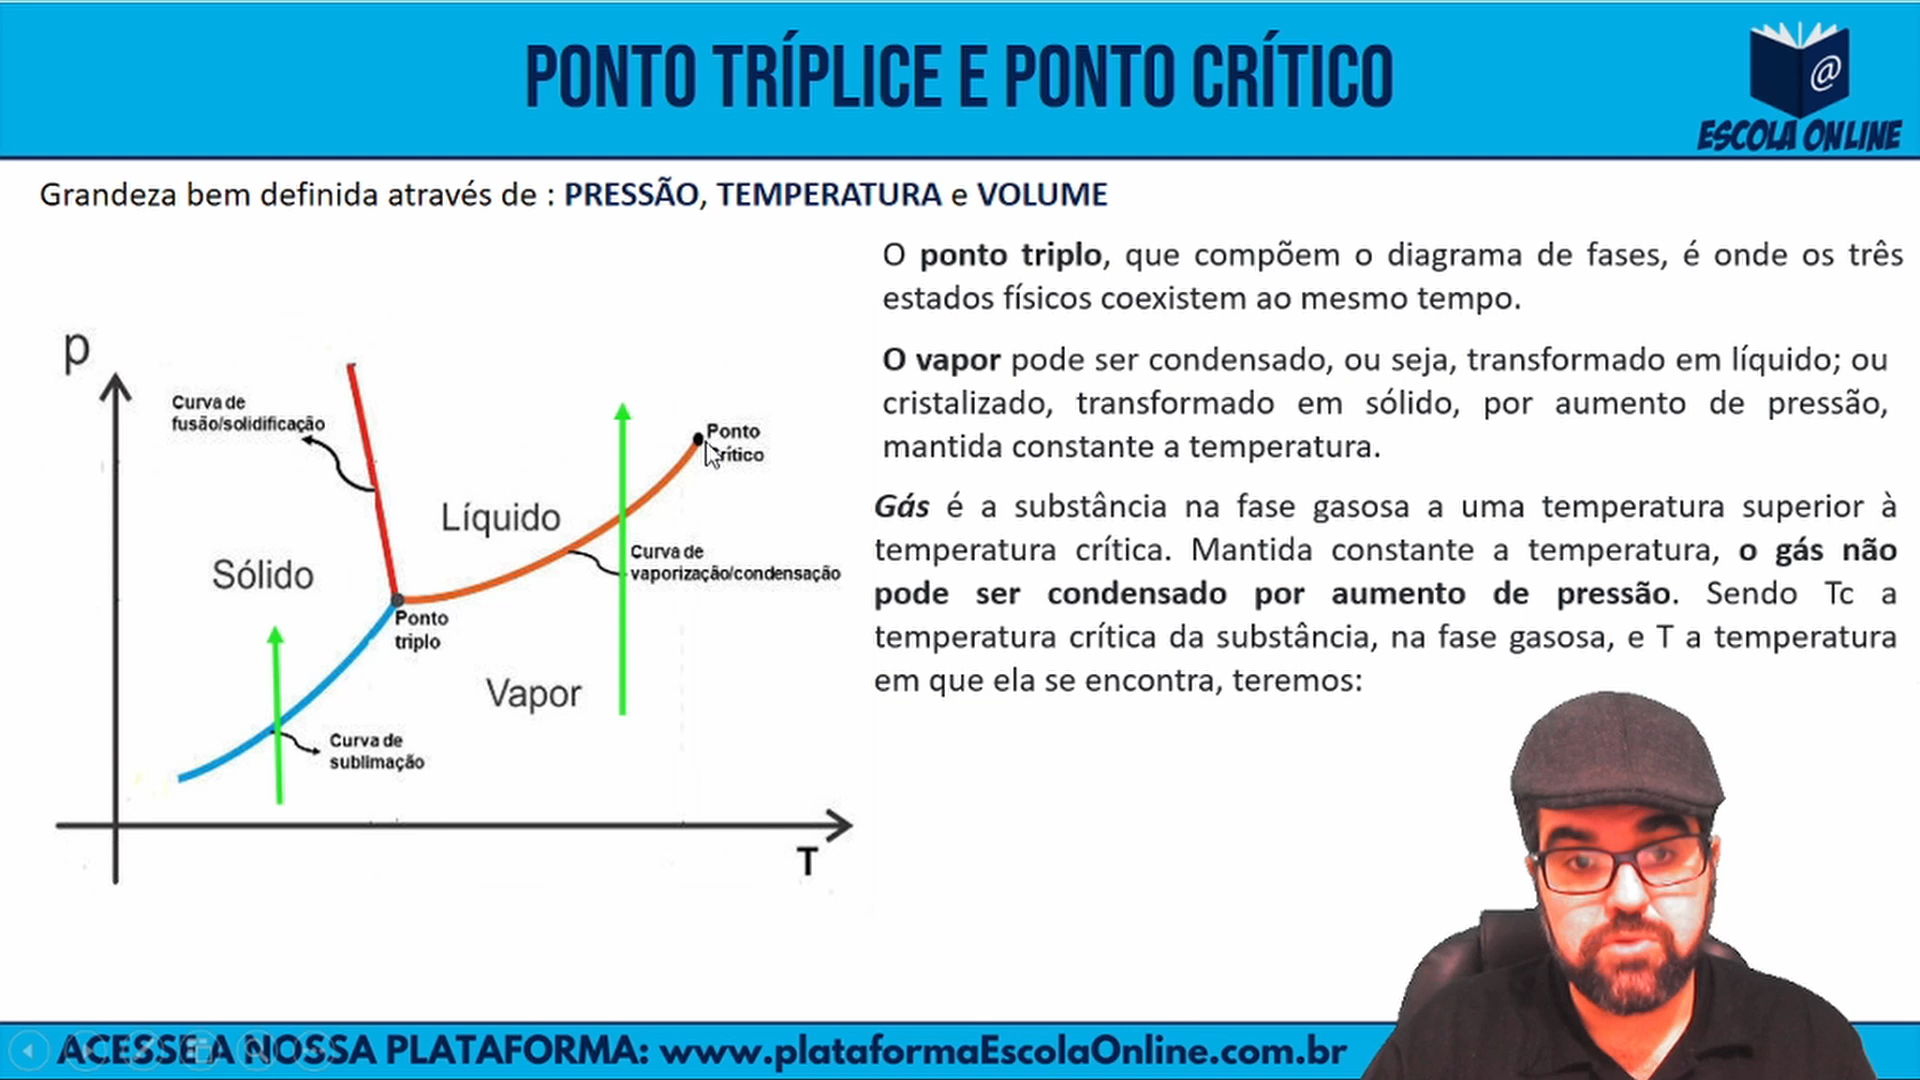 PONTO TRÍPLICE E PONTO CRÍTICO
@
ESCOLA ONLINE
Grandeza bem definida através de : PRESSÃO, TEMPERATURA e VOLUME
O ponto triplo, que compõem o diagrama de fases, é onde os três
estados físicos coexistem ao mesmo tempo.
O vapor pode ser condensado, ou seja, transformado em líquido; ou
cristalizado, transformado em sólido, por aumento de pressão,
mantida constante a temperatura.
Gás é a substância na fase gasosa a uma temperatura superior à
temperatura crítica. Mantida constante a temperatura, o gás não
pode ser condensado por aumento de pressão. Sendo Tc a
temperatura crítica da substância, na fase gasosa, e T a temperatura
em que ela se encontra, teremos:
p
Curva de
fusão/solidificação
Ponto
crítico
Líquido
Curva de
vaporização/condensação
Sólido
Ponto
triplo
Vapor
Curva de
sublimação
T
ACESSE A NOSSA PLATAFORMA: www.plataformaEscolaOnline.com.br